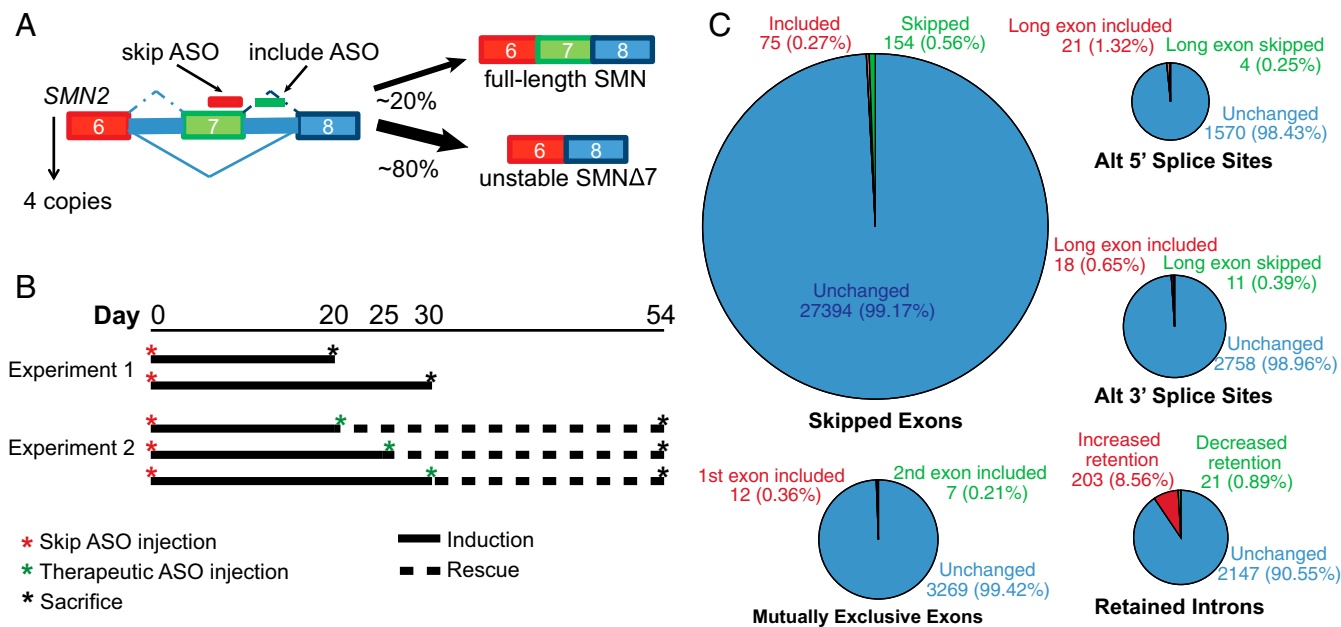 A
skip ASO
include ASO
SMN2
6
7
8
4 copies
~20%
~80%
6
7
8
full-length SMN
6
8
unstable SMNΔ7
B
Day 0 20 25 30 54
Experiment 1
Experiment 2
* Skip ASO injection
* Therapeutic ASO injection
* Sacrifice
Induction
Rescue
C
Included
75 (0.27%)
Skipped
154 (0.56%)
Unchanged
27394 (99.17%)
Skipped Exons
Long exon included
21 (1.32%)
Long exon skipped
4 (0.25%)
Unchanged
1570 (98.43%)
Alt 5' Splice Sites
Long exon included
18 (0.65%)
Long exon skipped
11 (0.39%)
Unchanged
2758 (98.96%)
Alt 3' Splice Sites
1st exon included
12 (0.36%)
2nd exon included
7 (0.21%)
Unchanged
3269 (99.42%)
Mutually Exclusive Exons
Increased
retention
203 (8.56%)
Decreased
retention
21 (0.89%)
Unchanged
2147 (90.55%)
Retained Introns